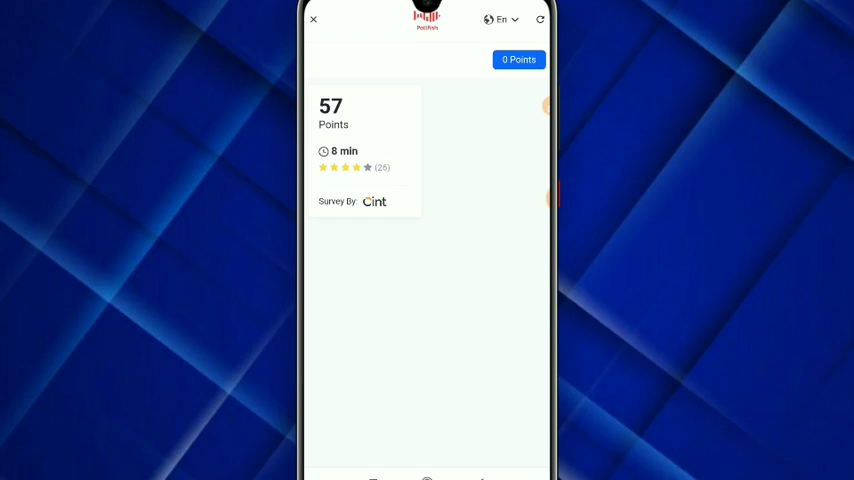 Pollfish
En
0 Points
57
Points
8 min
(26)
Survey By: Cint